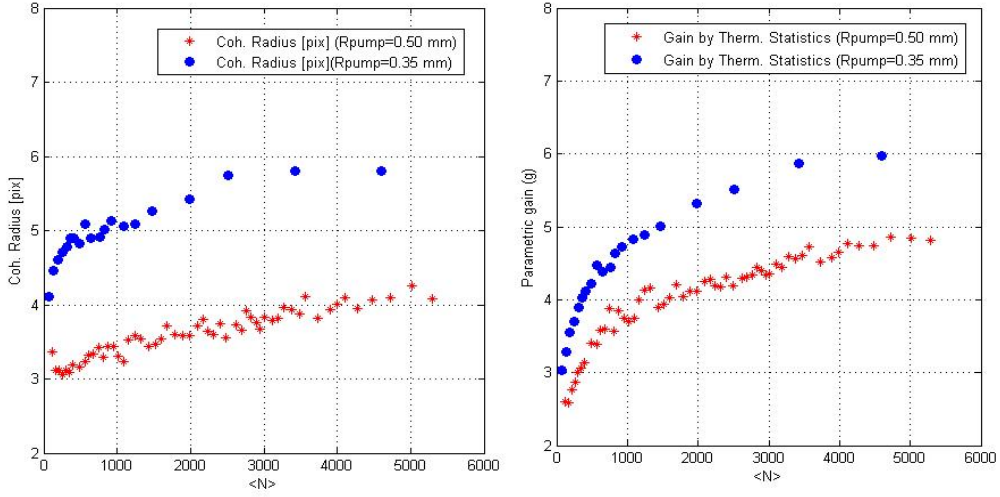 8
7
6
5
4
3
2
Coh. Radius [pix]
Coh. Radius [pix] (Rpump=0.50 mm)
Coh. Radius [pix](Rpump=0.35 mm)
0 1000 2000 3000 4000 5000 6000
<N>
8
7
6
5
4
3
2
Parametric gain (g)
Gain by Therm. Statistics (Rpump=0.50 mm)
Gain by Therm. Statistics (Rpump=0.35 mm)
0 1000 2000 3000 4000 5000 6000
<N>